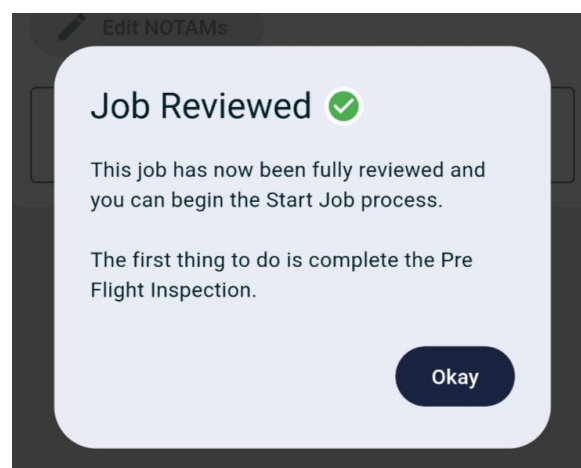 Edit NOTAMs
Job Reviewed
This job has now been fully reviewed and
you can begin the Start Job process.
The first thing to do is complete the Pre
Flight Inspection.
Okay